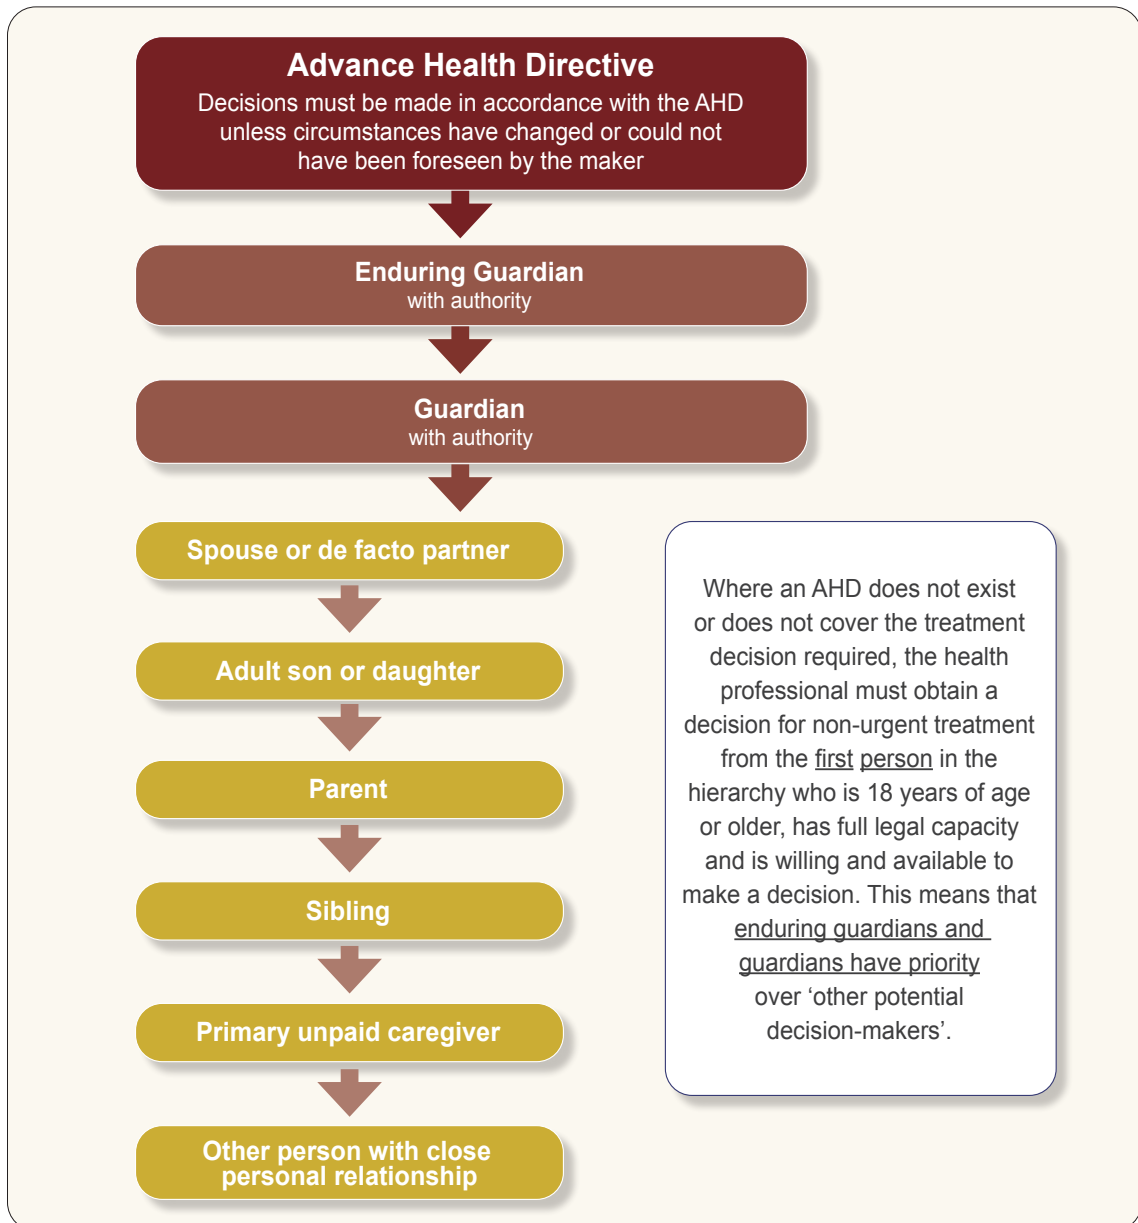 Advance Health Directive
Decisions must be made in accordance with the AHD
unless circumstances have changed or could not
have been foreseen by the maker
Enduring Guardian
with authority
Guardian
with authority
Spouse or de facto partner
Adult son or daughter
Parent
Sibling
Primary unpaid caregiver
Other person with close
personal relationship
Where an AHD does not exist
or does not cover the treatment
decision required, the health
professional must obtain a
decision for non-urgent treatment
from the first person in the
hierarchy who is 18 years of age
or older, has full legal capacity
and is willing and available to
make a decision. This means that
enduring guardians and
guardians have priority
over ‘other potential
decision-makers’.